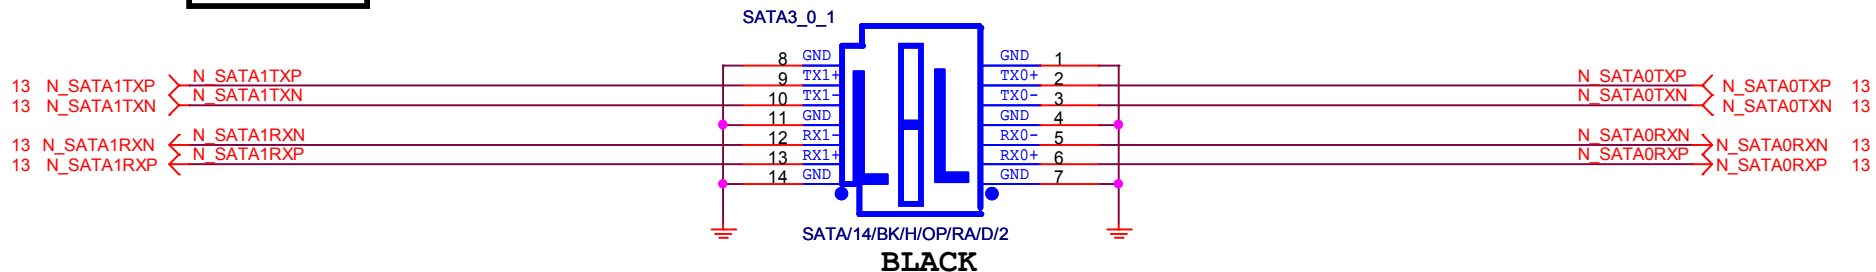 SATA3_0_1
8 GND GND 1
N_SATA1TXP 9 TX1+ TX0+ 2 N_SATA0TXP
13 N_SATA1TXP N_SATA0TXP 13
N_SATA1TXN 10 TX1- TX0- 3 N_SATA0TXN
13 N_SATA1TXN N_SATA0TXN 13
11 GND GND 4
N_SATA1RXN 12 RX1- RX0- 5 N_SATA0RXN
13 N_SATA1RXN N_SATA0RXN 13
N_SATA1RXP 13 RX1+ RX0+ 6 N_SATA0RXP
13 N_SATA1RXP N_SATA0RXP 13
14 GND GND 7
SATA/14/BK/H/OP/RA/D/2
BLACK